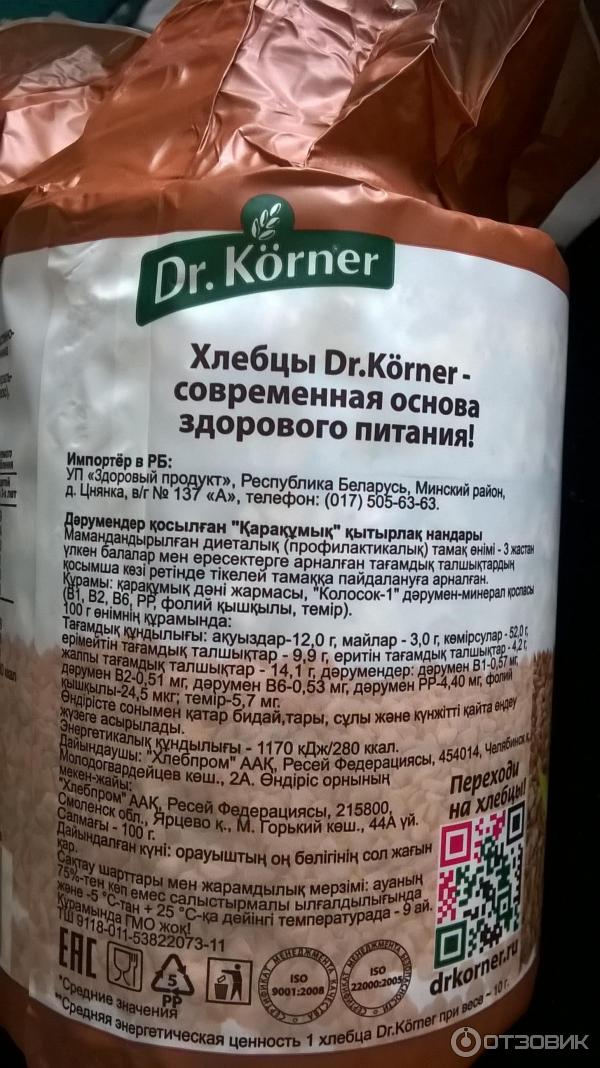 Dr. Körner
Хлебцы Dr.Körner -
современная основа
здорового питания!
Импортёр в РБ:
УП «Здоровый продукт», Республика Беларусь, Минский район,
д. Цнянка, в/г № 137 «А», телефон: (017) 505-63-63.
Дәрумендер қосылған "Қарақұмық" қытырлақ нандары
Мамандандырылған диеталық (профилактикалық) тамақ өнімі - 3 жастан
үлкен балалар мен ересектерге арналған тағамдық талшықтардың
қосымша көзі ретінде тікелей тамаққа пайдалануға арналған.
Құрамы: қарақұмық дәні жармасы, "Колосок-1" дәрумен-минерал қоспасы
(В1, В2, В6, РР, фолий қышқылы, темір).
100 г өнімнің құрамында:
Тағамдық құндылығы: ақуыздар-12,0 г, майлар - 3,0 г, көмірсулар - 52,0 г,
ерімейтін тағамдық талшықтар - 9,9 г, еритін тағамдық талшықтар - 4,2 г,
жалпы тағамдық талшықтар - 14,1 г, дәрумендер: дәрумен В1-0,57 мг,
дәрумен В2-0,51 мг, дәрумен В6-0,53 мг, дәрумен РР-4,40 мг, фолий
қышқылы-24,5 мкг; темір-5,7 мг.
Өндірісте сонымен қатар бидай,тары, сұлы және күнжітті қайта өңдеу
жүзеге асырылады.
Энергетикалық құндылығы - 1170 кДж/280 ккал.
Дайындаушы: "Хлебпром" ААҚ, Ресей Федерациясы, 454014, Челябинск қ.,
Молодогвардейцев көш., 2А. Өндіріс орнының
мекен-жайы:
"Хлебпром" ААҚ, Ресей Федерациясы, 215800,
Смоленск обл., Ярцево қ., М. Горький көш., 44А үй.
Салмағы - 100 г.
Дайындалған күні: орауыштың оң бөлігінің сол жағын
қар.
Сақтау шарттары мен жарамдылық мерзімі: ауаның
75%-тен көп емес салыстырмалы ылғалдылығында
және -5 °С-тан + 25 °С-қа дейінгі температурада - 9 ай.
Құрамында ГМО жоқ!
ТШ 9118-011-53822073-11
Переходи
на хлебцы!
drkorner.ru
ЕАС
5
PP
СЕРТИФИКАТ МЕНЕДЖМЕНТА КАЧЕСТВА
ISO
9001:2008
СЕРТИФИКАТ МЕНЕДЖМЕНТА БЕЗОПАСНОСТИ
ISO
22000:2005
*Средние значения
**Средняя энергетическая ценность 1 хлебца Dr.Körner при весе – 10 г.
ОТЗОВИК